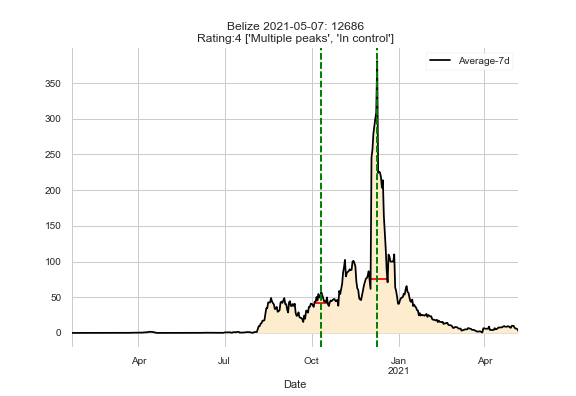 Belize 2021-05-07: 12686
Rating:4 ['Multiple peaks', 'In control']
Average-7d
350
300
250
200
150
100
50
0
Apr
Jul
Oct
Jan
2021
Apr
Date